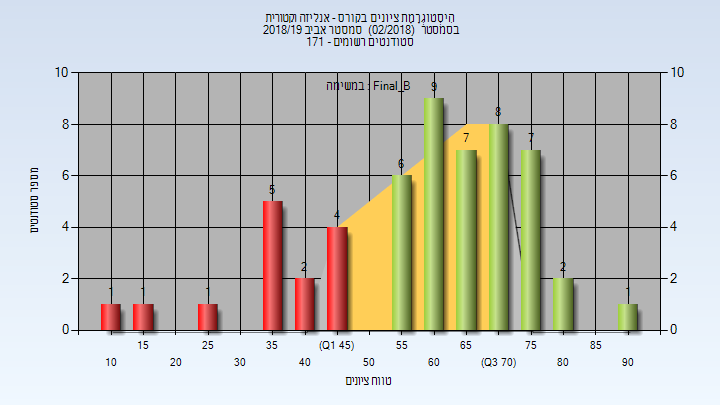 היסטוגרמת ציונים בקורס - אנליזה וקטורית
בסמסטר (02/2018) סמסטר אביב 2018/19
סטודנטים רשומים - 171
במשימה : Final_B
מספר סטודנטים
10 8 6 4 2 0
10 8 6 4 2 0
1 1 1 5 2 4 6 9 7 8 7 2 1
15 25 35 (Q1 45) 55 65 75 85
10 20 30 40 50 60 (Q3 70) 80 90
טווח ציונים